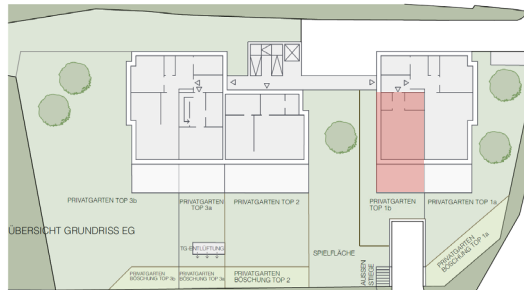 PRIVATGARTEN TOP 3b
PRIVATGARTEN
TOP 3a
PRIVATGARTEN TOP 2
PRIVATGARTEN
TOP 1b
PRIVATGARTEN TOP 1a
ÜBERSICHT GRUNDRISS EG
TG-ENTLÜFTUNG
SPIELFLÄCHE
AUSSEN
STIEGE
PRIVATGARTEN
BÖSCHUNG TOP 1a
PRIVATGARTEN
BÖSCHUNG TOP 3b
PRIVATGARTEN
BÖSCHUNG TOP 3a
PRIVATGARTEN
BÖSCHUNG TOP 2